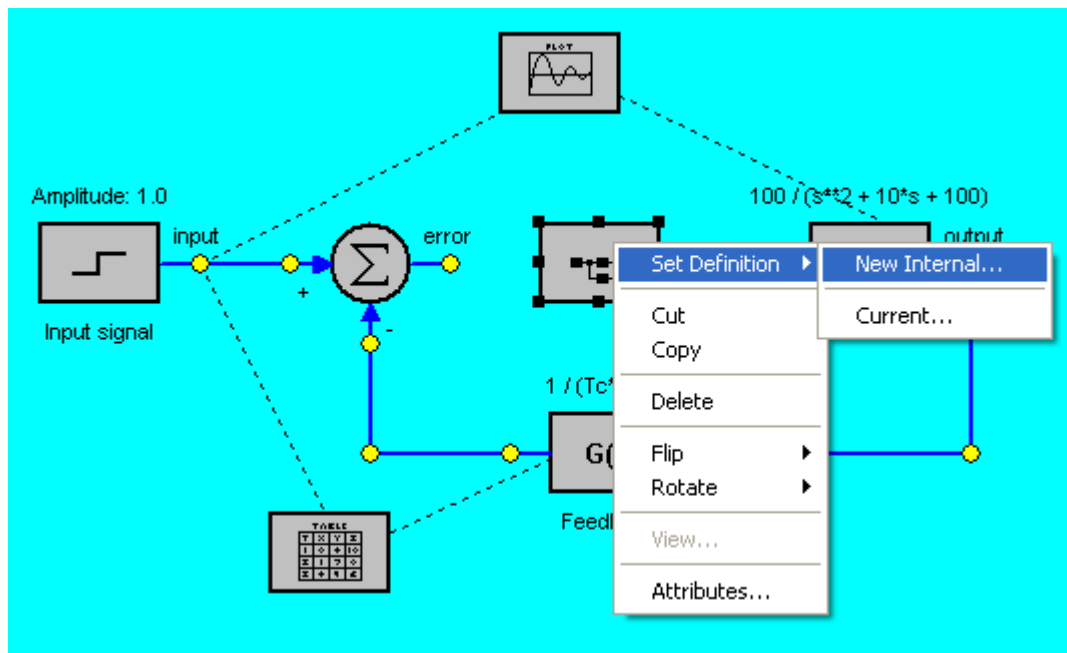 PLOT
Amplitude: 1.0
100 / (s**2 + 10*s + 100)
input
error
output
+
Σ
-
Input signal
Set Definition
New Internal...
Cut
Current...
Copy
1 / (Tc*
Delete
G(
Flip
Rotate
TABLE
T X Y Z
Feedl
View...
Attributes...